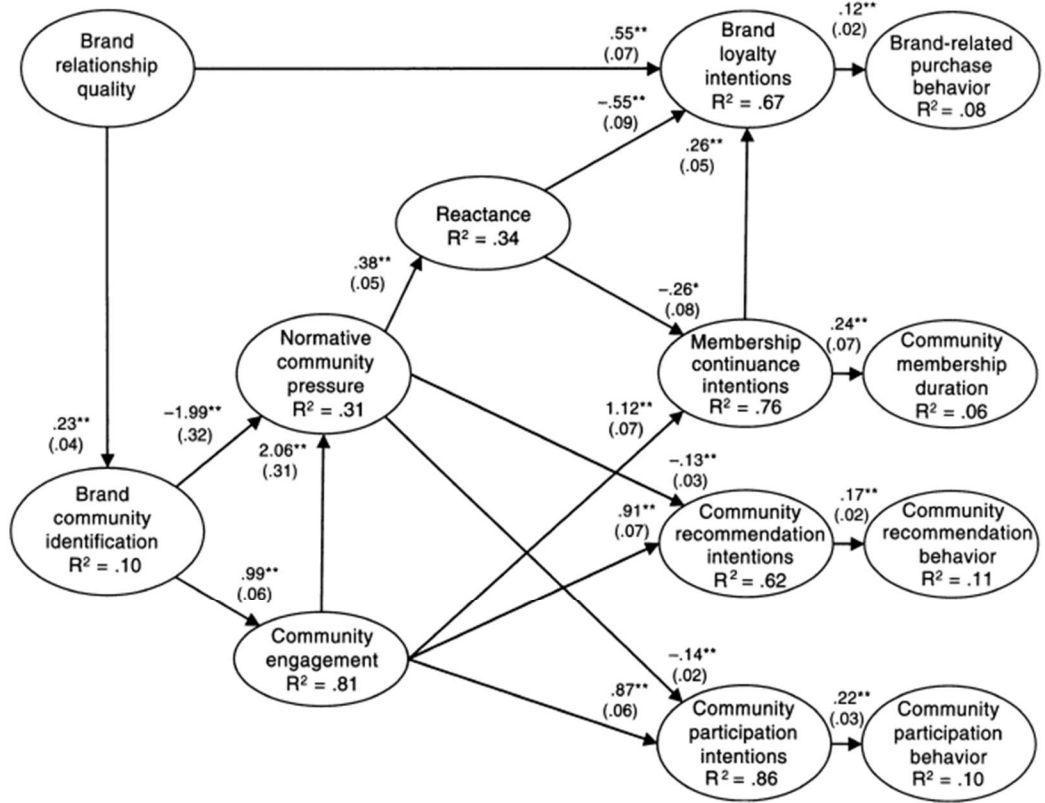 Brand
relationship
quality
.55**
(.07)
Brand
loyalty
intentions
R² = .67
.12**
(.02)
Brand-related
purchase
behavior
R² = .08
-.55**
(.09)
.26**
(.05)
Reactance
R² = .34
.38**
(.05)
-.26*
(.08)
Normative
community
pressure
R² = .31
Membership
continuance
intentions
R² = .76
.24**
(.07)
Community
membership
duration
R² = .06
.23**
(.04)
-1.99**
(.32)
2.06**
(.31)
1.12**
(.07)
Brand
community
identification
R² = .10
-.13**
(.03)
.91**
(.07)
Community
recommendation
intentions
R² = .62
.17**
(.02)
Community
recommendation
behavior
R² = .11
.99**
(.06)
Community
engagement
R² = .81
-.14**
(.02)
.87**
(.06)
Community
participation
intentions
R² = .86
.22**
(.03)
Community
participation
behavior
R² = .10